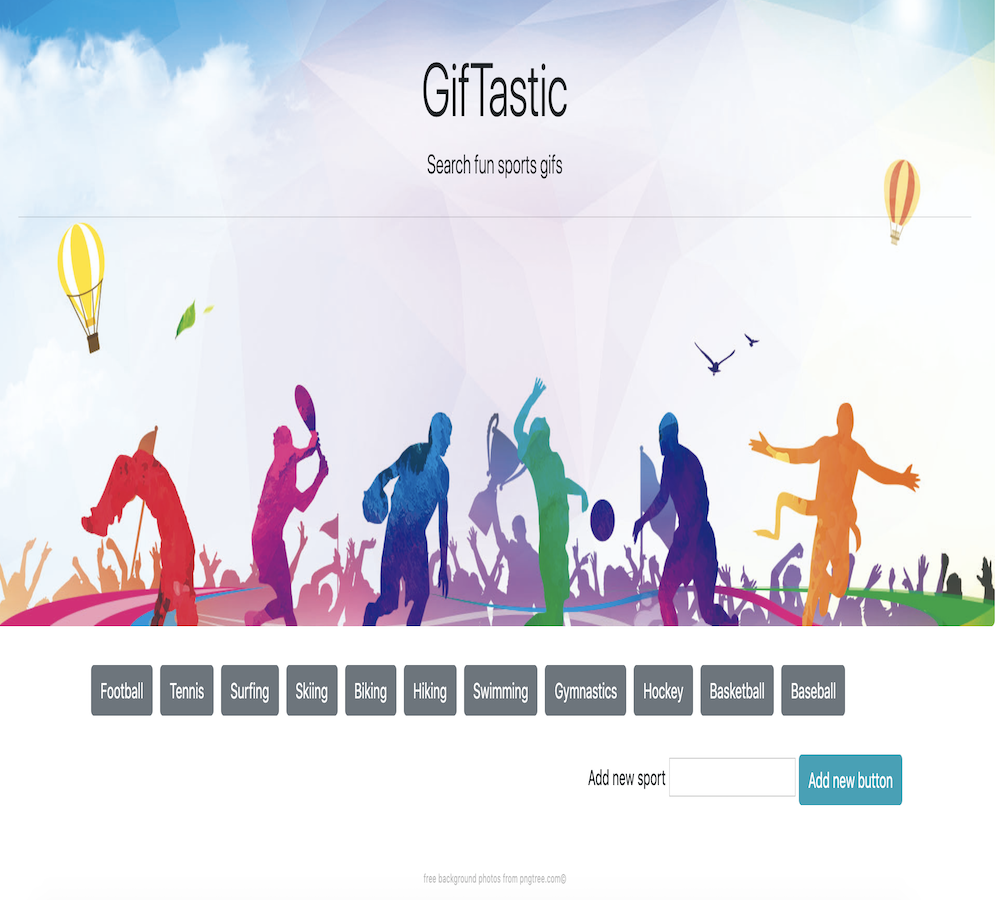 GifTastic
Search fun sports gifs
Football Tennis Surfing Skiing Biking Hiking Swimming Gymnastics Hockey Basketball Baseball
Add new sport Add new button
free background photos from pngtree.com©